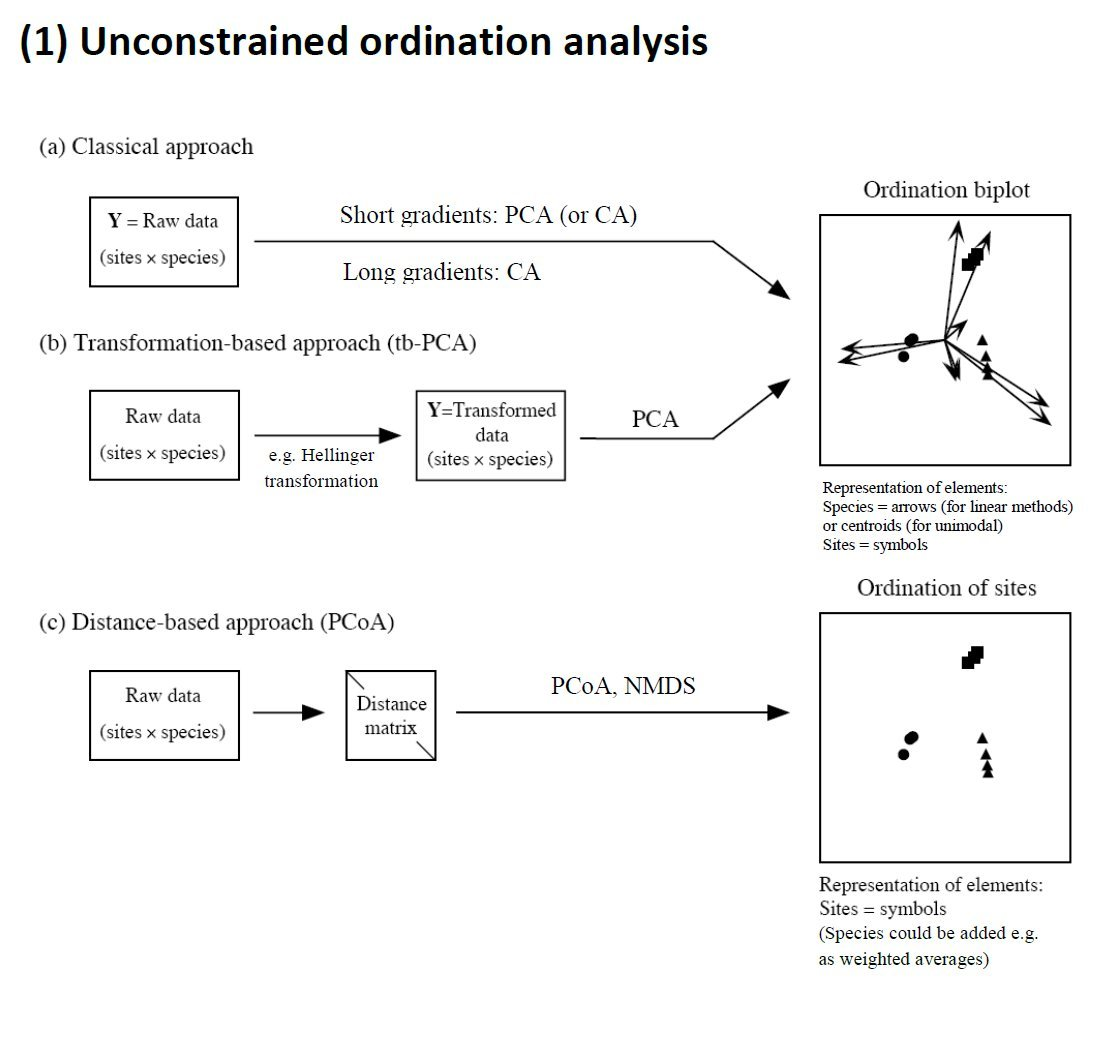 (1) Unconstrained ordination analysis
(a) Classical approach
Y = Raw data
(sites x species)
Short gradients: PCA (or CA)
Long gradients: CA
Ordination biplot
(b) Transformation-based approach (tb-PCA)
Raw data
(sites x species)
e.g. Hellinger
transformation
Y=Transformed
data
(sites x species)
PCA
Representation of elements:
Species = arrows (for linear methods)
or centroids (for unimodal)
Sites = symbols
(c) Distance-based approach (PCoA)
Raw data
(sites x species)
Distance
matrix
PCoA, NMDS
Ordination of sites
Representation of elements:
Sites = symbols
(Species could be added e.g.
as weighted averages)